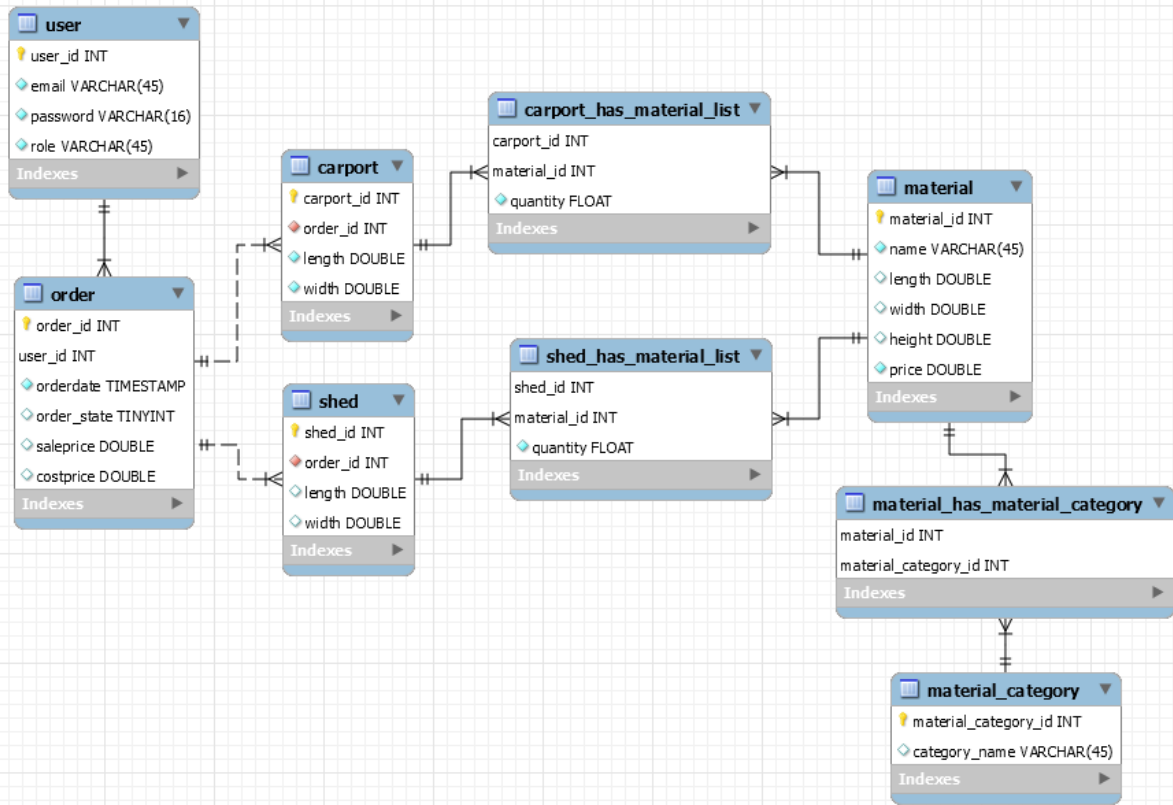 user
user_id INT
email VARCHAR(45)
password VARCHAR(16)
role VARCHAR(45)
Indexes
order
order_id INT
user_id INT
orderdate TIMESTAMP
order_state TINYINT
saleprice DOUBLE
costprice DOUBLE
Indexes
carport
carport_id INT
order_id INT
length DOUBLE
width DOUBLE
Indexes
shed
shed_id INT
order_id INT
length DOUBLE
width DOUBLE
Indexes
carport_has_material_list
carport_id INT
material_id INT
quantity FLOAT
Indexes
shed_has_material_list
shed_id INT
material_id INT
quantity FLOAT
Indexes
material
material_id INT
name VARCHAR(45)
length DOUBLE
width DOUBLE
height DOUBLE
price DOUBLE
Indexes
material_has_material_category
material_id INT
material_category_id INT
Indexes
material_category
material_category_id INT
category_name VARCHAR(45)
Indexes